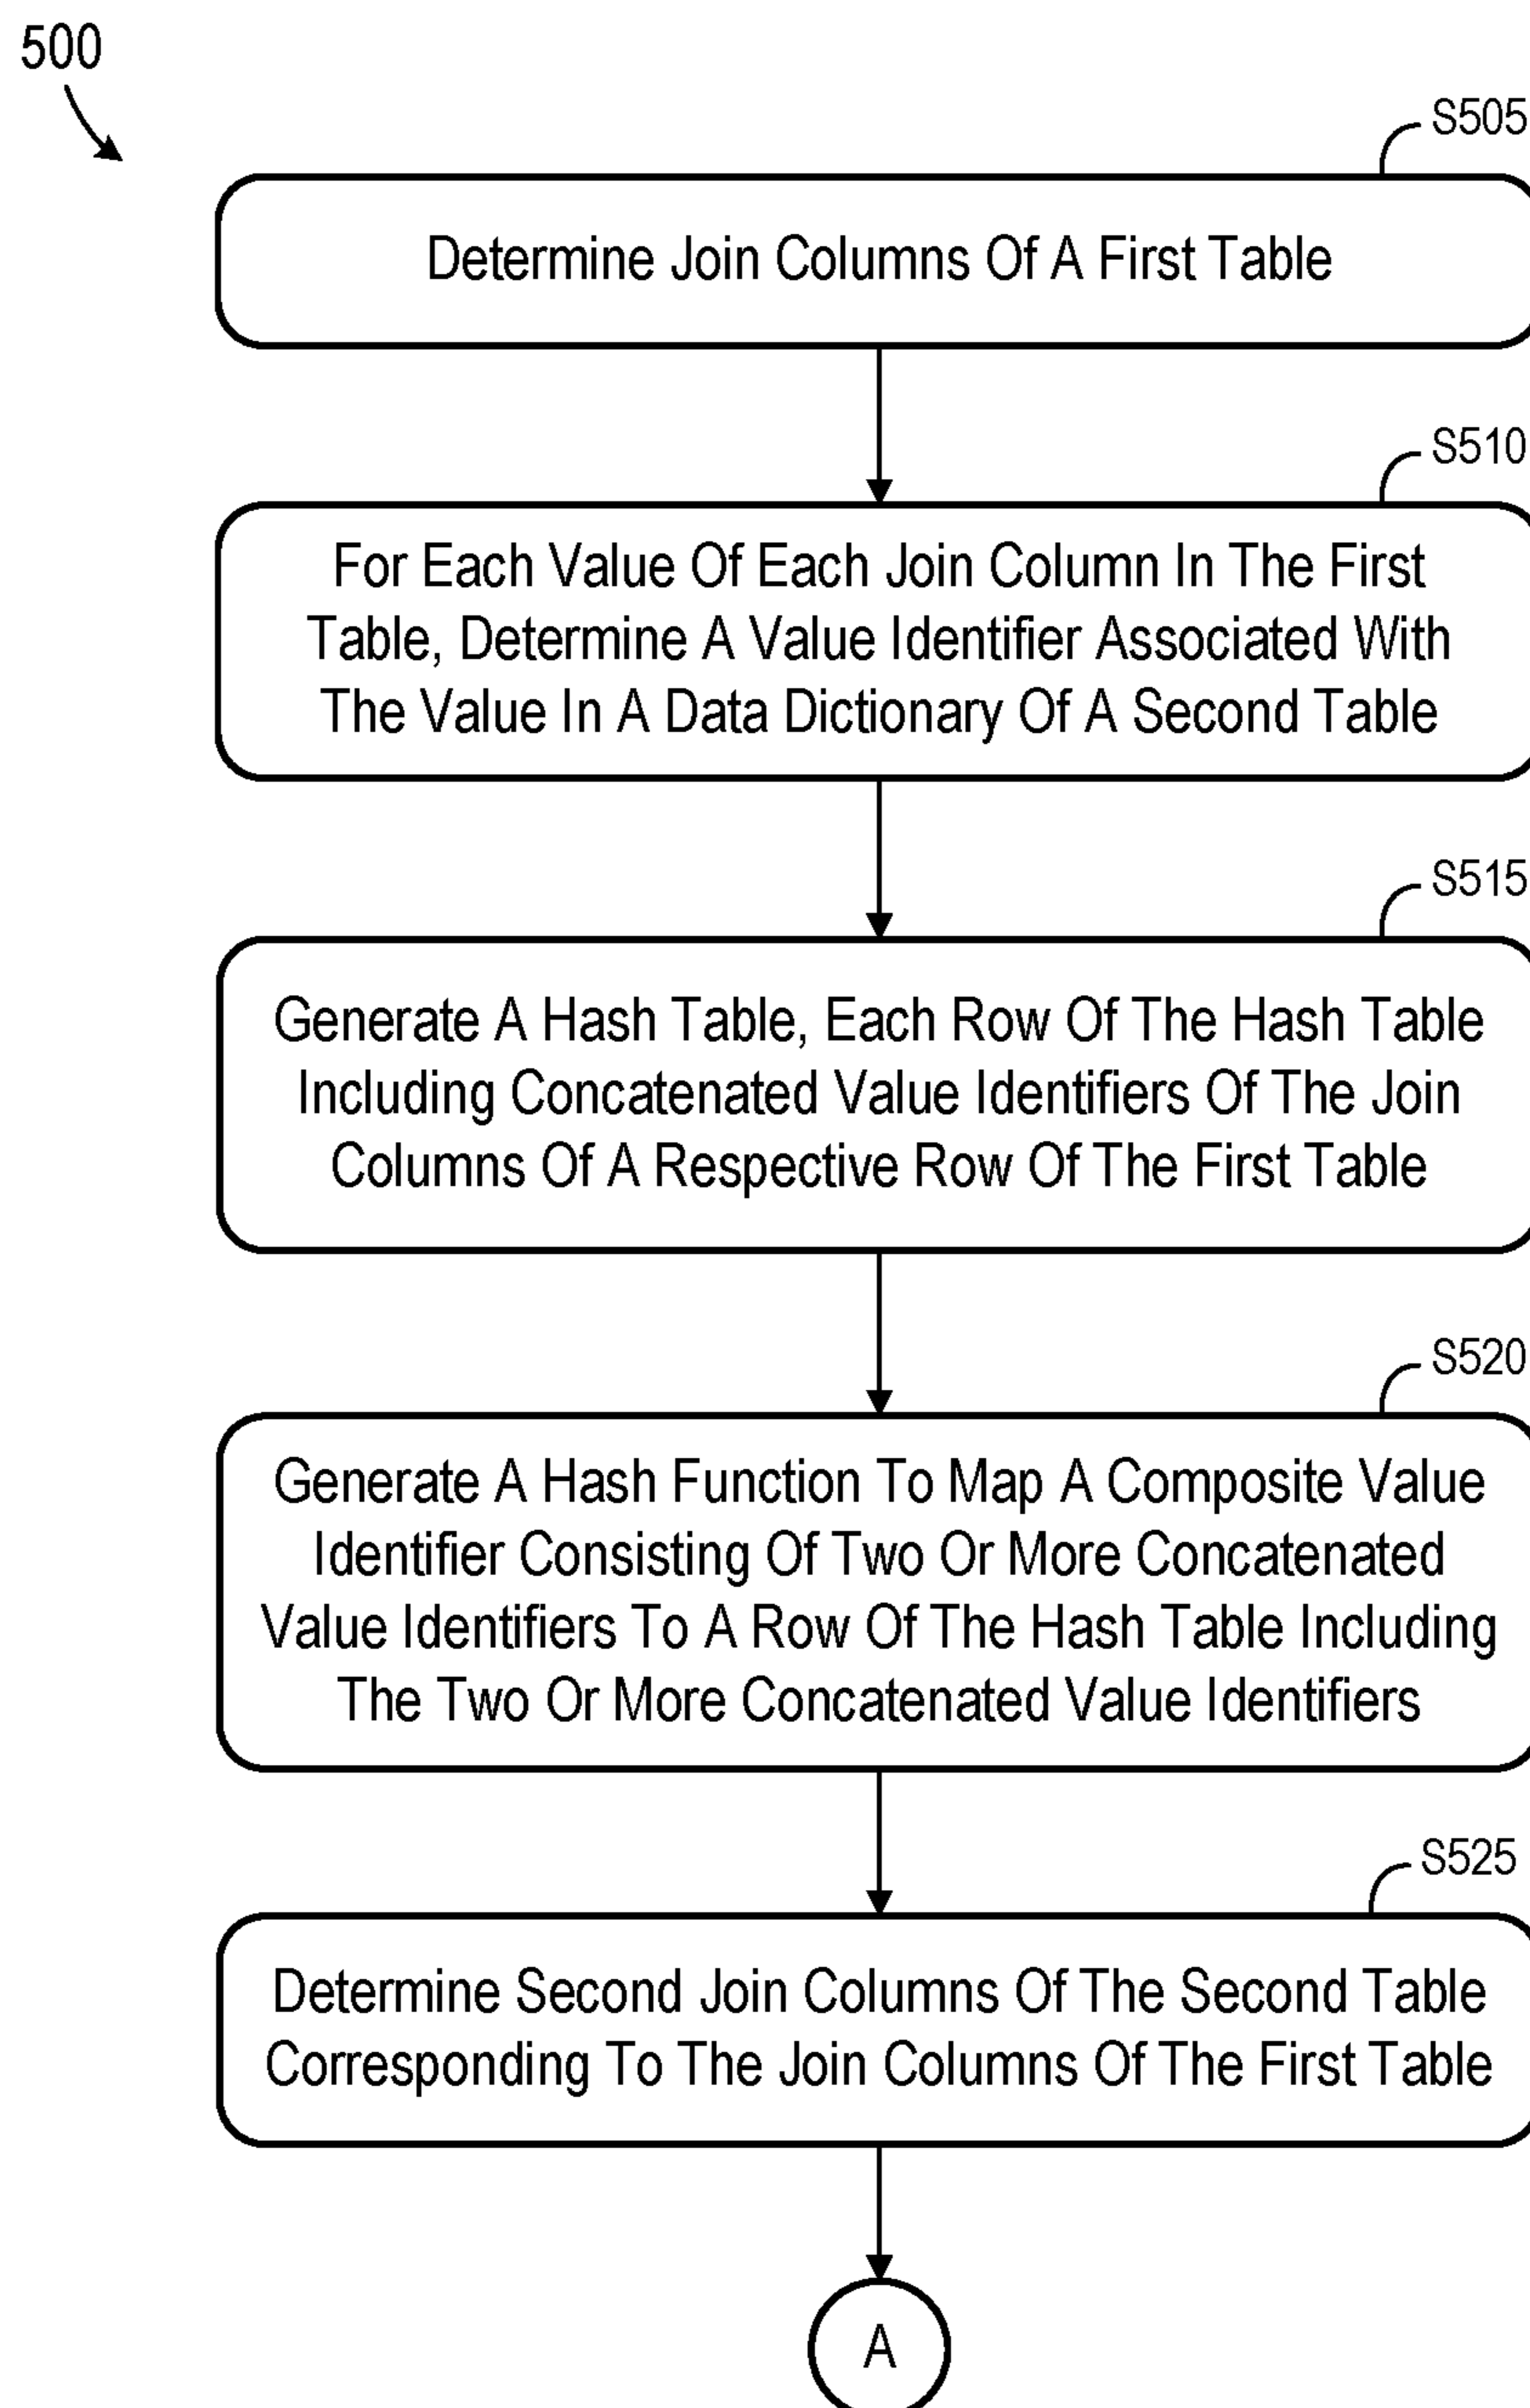 500
S505
Determine Join Columns Of A First Table
S510
For Each Value Of Each Join Column In The First
Table, Determine A Value Identifier Associated With
The Value In A Data Dictionary Of A Second Table
S515
Generate A Hash Table, Each Row Of The Hash Table
Including Concatenated Value Identifiers Of The Join
Columns Of A Respective Row Of The First Table
S520
Generate A Hash Function To Map A Composite Value
Identifier Consisting Of Two Or More Concatenated
Value Identifiers To A Row Of The Hash Table Including
The Two Or More Concatenated Value Identifiers
S525
Determine Second Join Columns Of The Second Table
Corresponding To The Join Columns Of The First Table
A